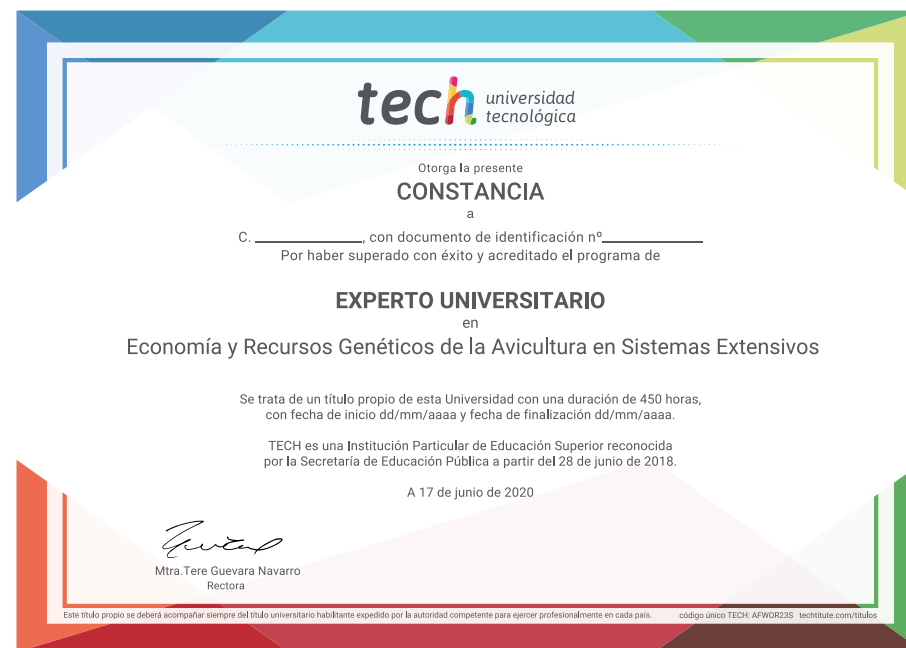 tech universidad
tecnológica
Otorga la presente
CONSTANCIA
a
C. ____________, con documento de identificación nº____________
Por haber superado con éxito y acreditado el programa de
EXPERTO UNIVERSITARIO
en
Economía y Recursos Genéticos de la Avicultura en Sistemas Extensivos
Se trata de un título propio de esta Universidad con una duración de 450 horas,
con fecha de inicio dd/mm/aaaa y fecha de finalización dd/mm/aaaa.
TECH es una Institución Particular de Educación Superior reconocida
por la Secretaría de Educación Pública a partir del 28 de junio de 2018.
A 17 de junio de 2020
Mtra.Tere Guevara Navarro
Rectora
Este título propio se deberá acompañar siempre del título universitario habilitante expedido por la autoridad competente para ejercer profesionalmente en cada país. código único TECH: AFWOR23S techtitute.com/títulos